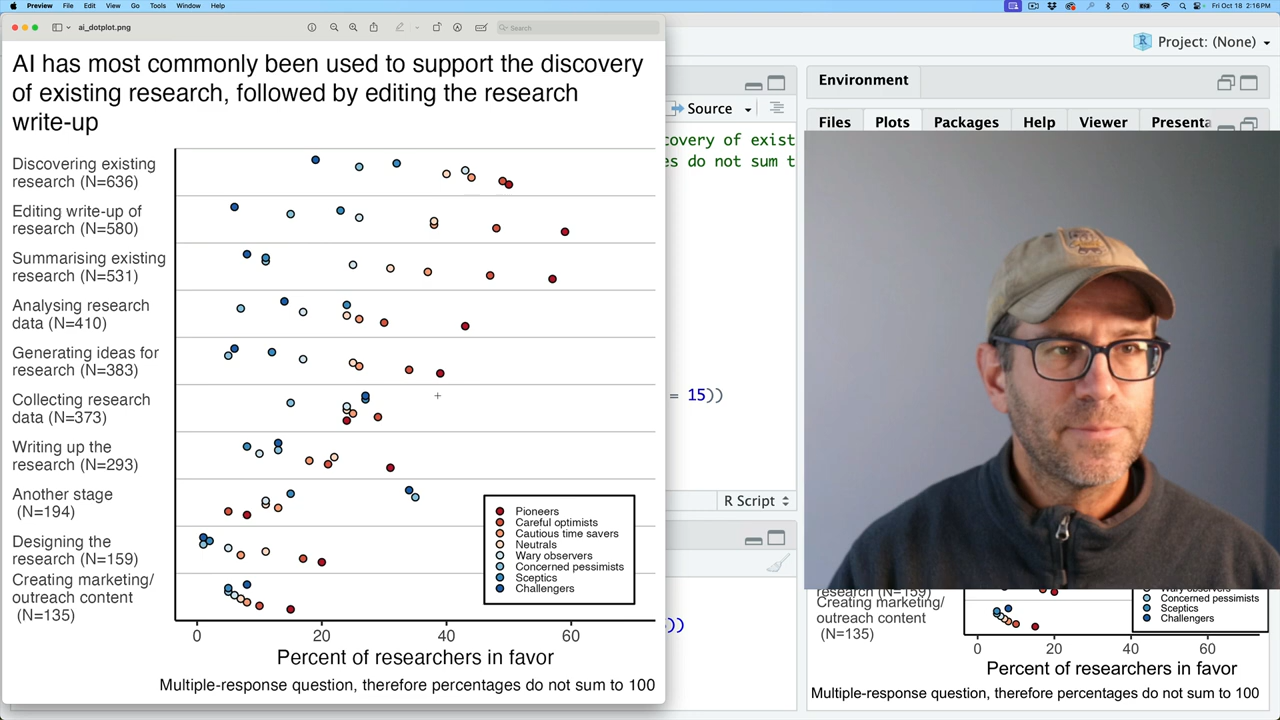 Preview File Edit View Go Tools Window Help
Fri Oct 18 2:16 PM
ai_dotplot.png
Search
AI has most commonly been used to support the discovery
of existing research, followed by editing the research
write-up
Discovering existing
research (N=636)
Editing write-up of
research (N=580)
Summarising existing
research (N=531)
Analysing research
data (N=410)
Generating ideas for
research (N=383)
Collecting research
data (N=373)
Writing up the
research (N=293)
Another stage
(N=194)
Designing the
research (N=159)
Creating marketing/
outreach content
(N=135)
Pioneers
Careful optimists
Cautious time savers
Neutrals
Wary observers
Concerned pessimists
Sceptics
Challengers
0 20 40 60
Percent of researchers in favor
Multiple-response question, therefore percentages do not sum to 100
Source
covery of exist
es do not sum t
= 15))
R Script
))
Project: (None)
Environment
Files Plots Packages Help Viewer Presenta
research (N=159)
Creating marketing/
outreach content
(N=135)
Wary observers
Concerned pessimists
Sceptics
Challengers
0 20 40 60
Percent of researchers in favor
Multiple-response question, therefore percentages do not sum to 100